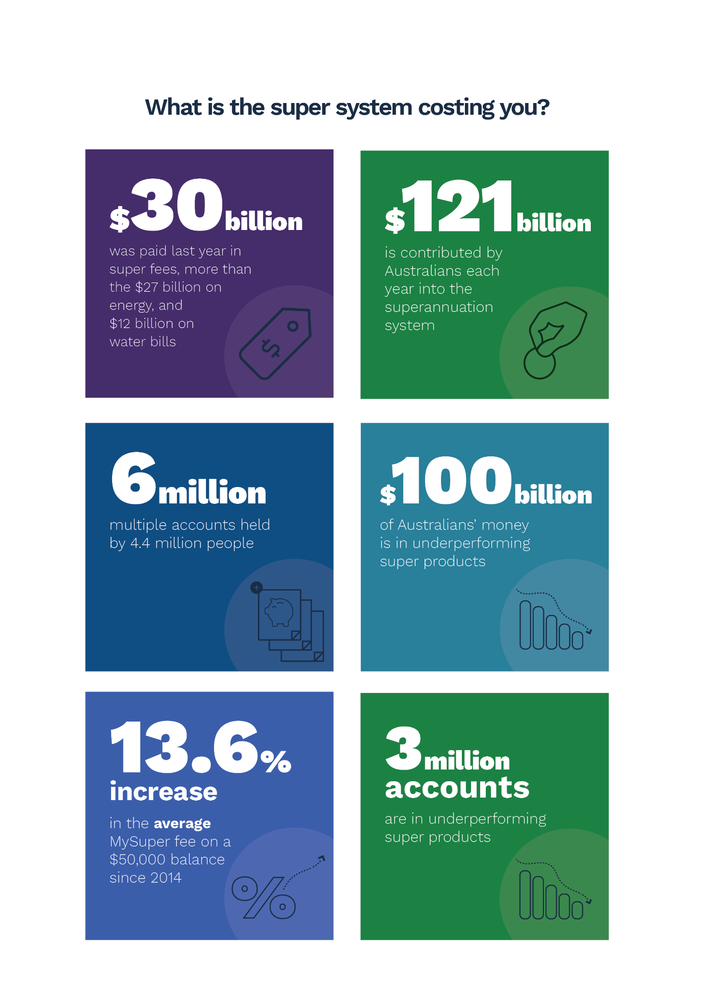 What is the super system costing you?
$30 billion
was paid last year in
super fees, more than
the $27 billion on
energy, and
$12 billion on
water bills
$121 billion
is contributed by
Australians each
year into the
superannuation
system
6 million
multiple accounts held
by 4.4 million people
$100 billion
of Australians’ money
is in underperforming
super products
13.6%
increase
in the average
MySuper fee on a
$50,000 balance
since 2014
3 million
accounts
are in underperforming
super products